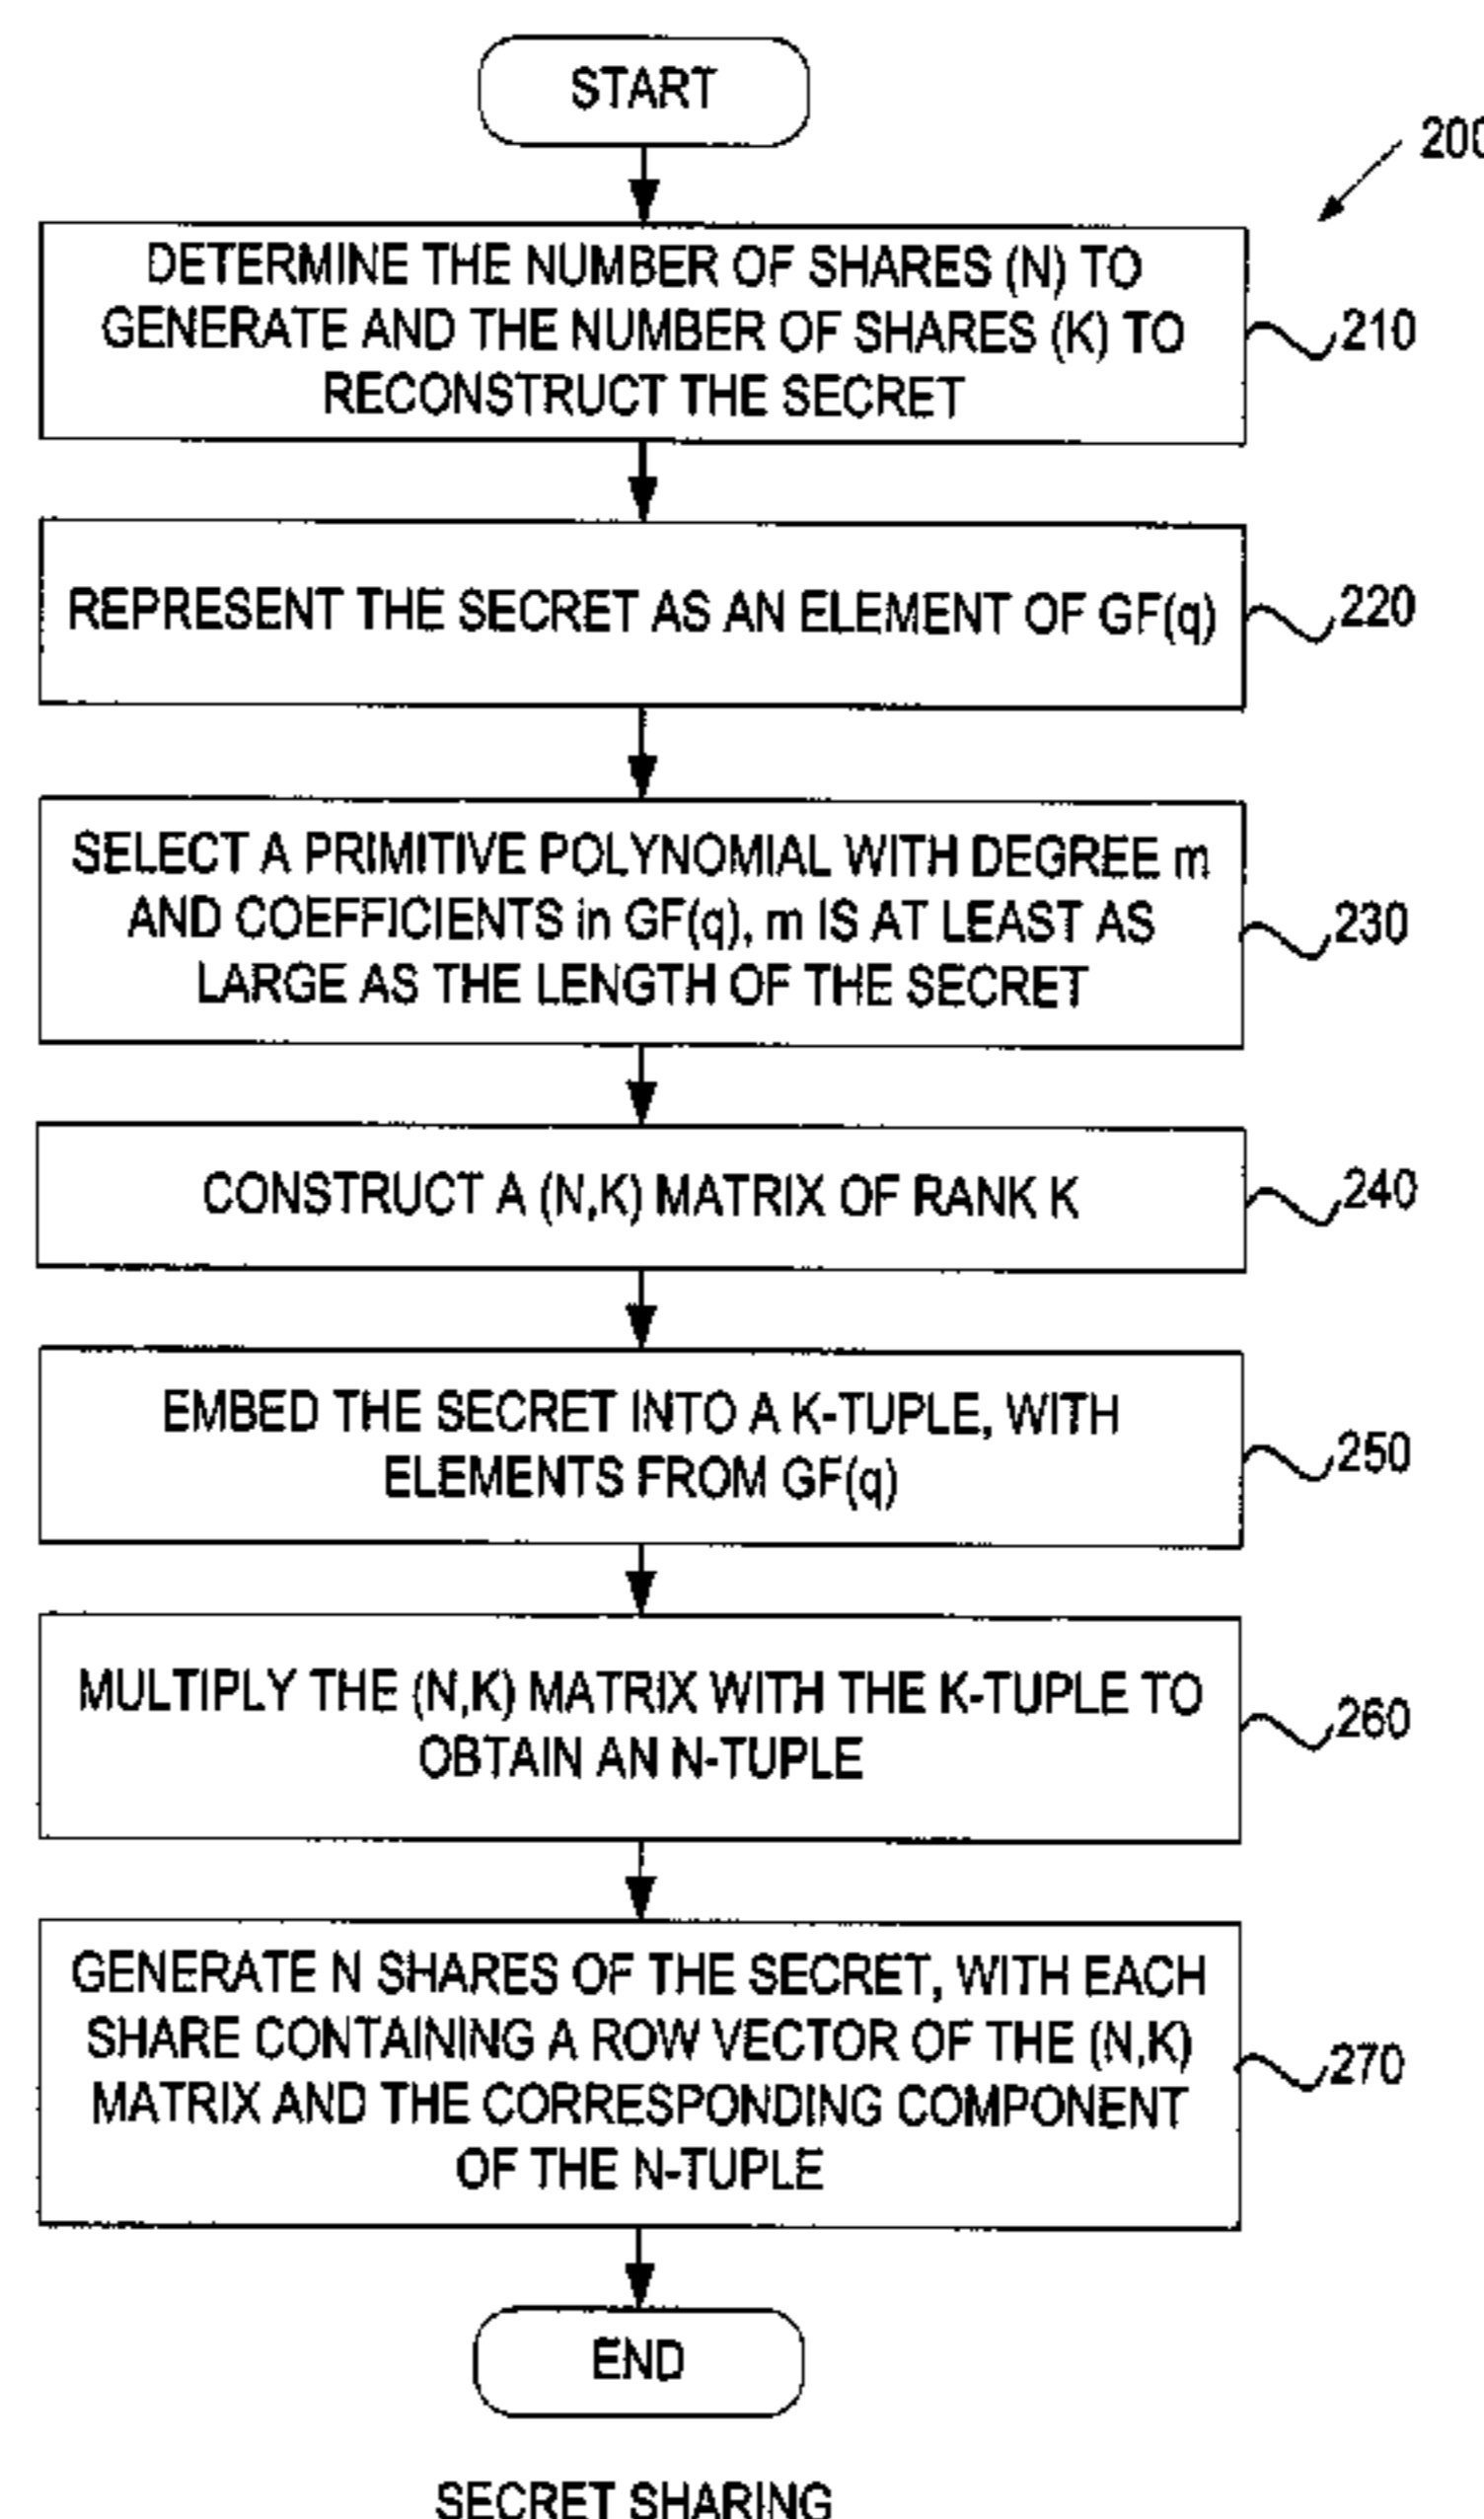 START
200
DETERMINE THE NUMBER OF SHARES (N) TO
GENERATE AND THE NUMBER OF SHARES (K) TO
RECONSTRUCT THE SECRET
210
REPRESENT THE SECRET AS AN ELEMENT OF GF(q)
220
SELECT A PRIMITIVE POLYNOMIAL WITH DEGREE m
AND COEFFICIENTS in GF(q), m IS AT LEAST AS
LARGE AS THE LENGTH OF THE SECRET
230
CONSTRUCT A (N,K) MATRIX OF RANK K
240
EMBED THE SECRET INTO A K-TUPLE, WITH
ELEMENTS FROM GF(q)
250
MULTIPLY THE (N,K) MATRIX WITH THE K-TUPLE TO
OBTAIN AN N-TUPLE
260
GENERATE N SHARES OF THE SECRET, WITH EACH
SHARE CONTAINING A ROW VECTOR OF THE (N,K)
MATRIX AND THE CORRESPONDING COMPONENT
OF THE N-TUPLE
270
END
SECRET SHARING